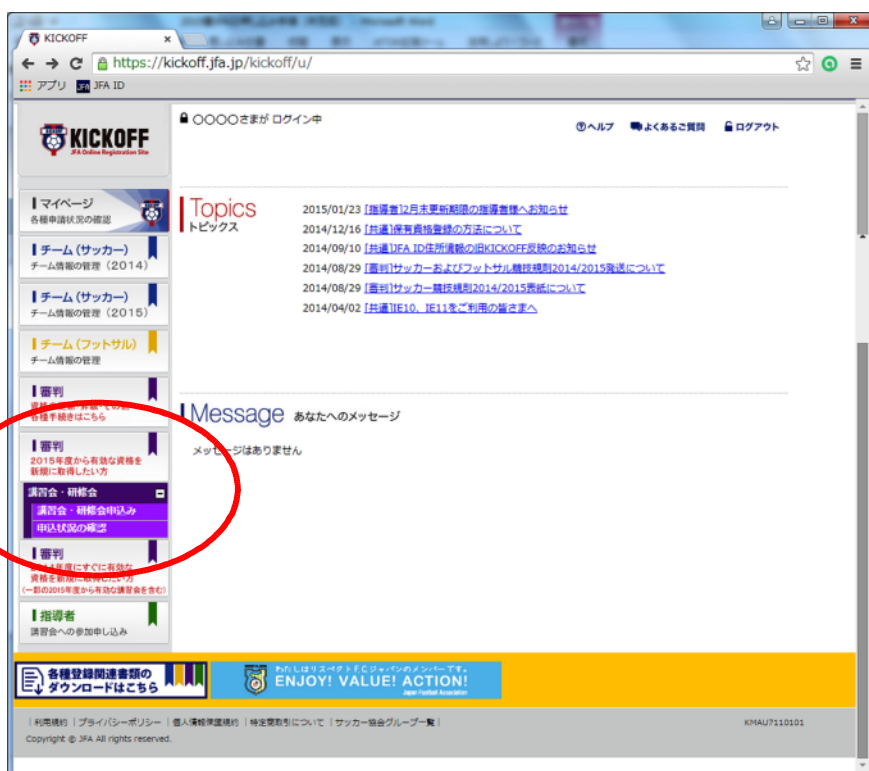 KICKOFF
https://kickoff.jfa.jp/kickoff/u/
アプリ JFA JFA ID
KICKOFF
JFA Online Registration Site
〇〇〇〇さまが ログイン中
ヘルプ よくあるご質問 ログアウト
マイページ
各種申請状況の確認
チーム (サッカー)
チーム情報の管理 (2014)
チーム (サッカー)
チーム情報の管理 (2015)
チーム (フットサル)
チーム情報の管理
審判
各種手続きはこちら
審判
2015年度から有効な資格を
新規に取得したい方
講習会・研修会
講習会・研修会申込み
申込状況の確認
審判
2014年度にすぐに有効な
資格を新規に取得したい方
(一部の2015年度から有効な講習会を含む)
指導者
講習会への参加申し込み
Topics
トピックス
2015/01/23 [指導者]2月末更新期限の指導者様へお知らせ
2014/12/16 [共通]保有資格登録の方法について
2014/09/10 [共通]JFA ID住所情報の旧KICKOFF反映のお知らせ
2014/08/29 [審判]サッカーおよびフットサル競技規則2014/2015発送について
2014/08/29 [審判]サッカー競技規則2014/2015表紙について
2014/04/02 [共通]IE10、IE11をご利用の皆さまへ
Message あなたへのメッセージ
メッセージはありません
各種登録関連書類の
ダウンロードはこちら
わたしはリスペクトF.C.ジャパンのメンバーです。
ENJOY! VALUE! ACTION!
Japan Football Association
| 利用規約 | プライバシーポリシー | 個人情報保護規約 | 特定商取引について | サッカー協会グループ一覧 |
KMAU7110101
Copyright © JFA All rights reserved.